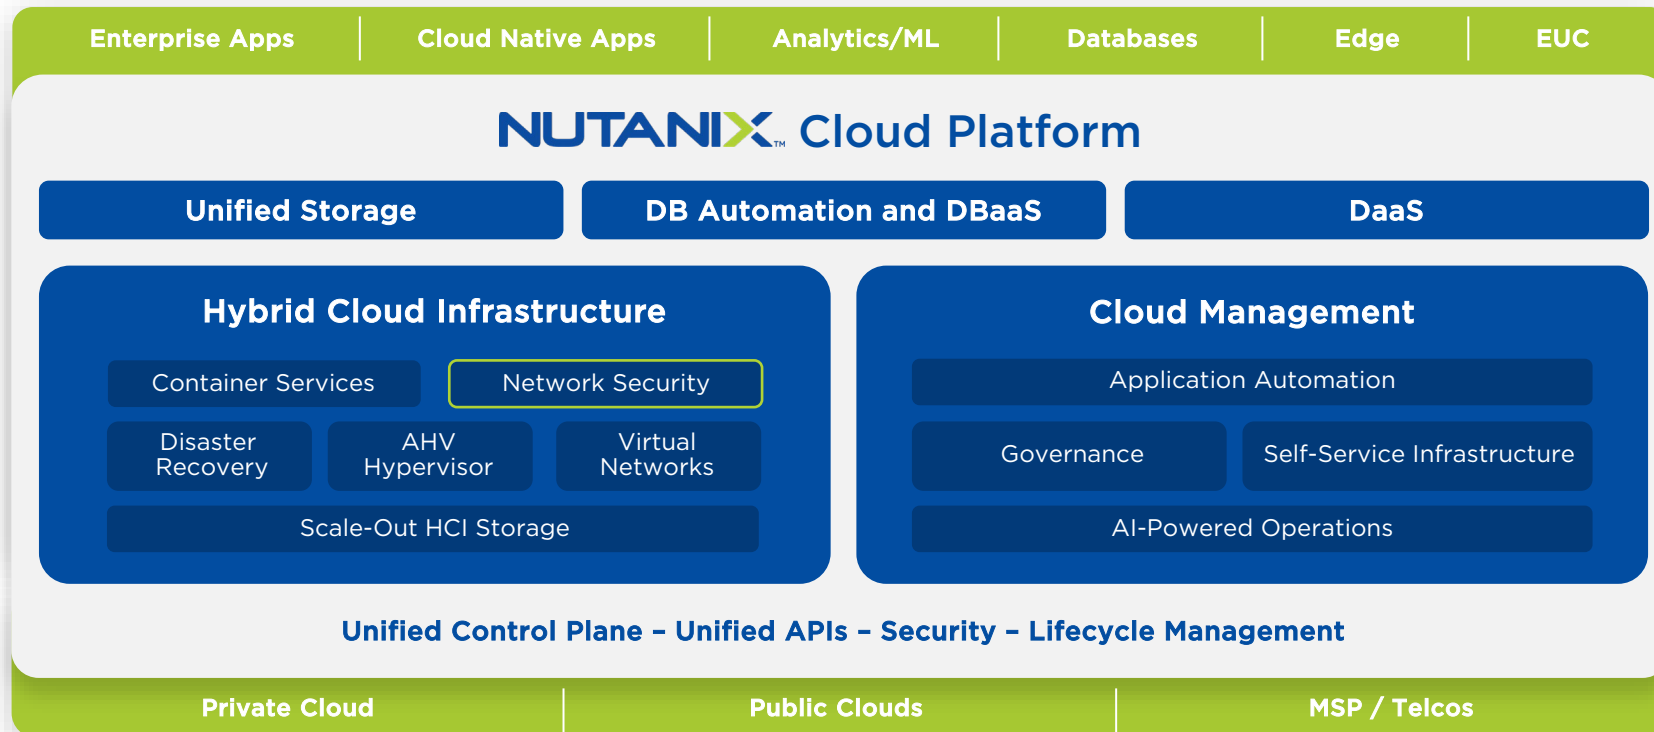 Enterprise Apps
Cloud Native Apps
Analytics/ML
Databases
Edge
EUC
NUTANIX™ Cloud Platform
Unified Storage
DB Automation and DBaaS
DaaS
Hybrid Cloud Infrastructure
Container Services
Network Security
Disaster
Recovery
AHV
Hypervisor
Virtual
Networks
Scale-Out HCI Storage
Cloud Management
Application Automation
Governance
Self-Service Infrastructure
AI-Powered Operations
Unified Control Plane – Unified APIs – Security – Lifecycle Management
Private Cloud
Public Clouds
MSP / Telcos